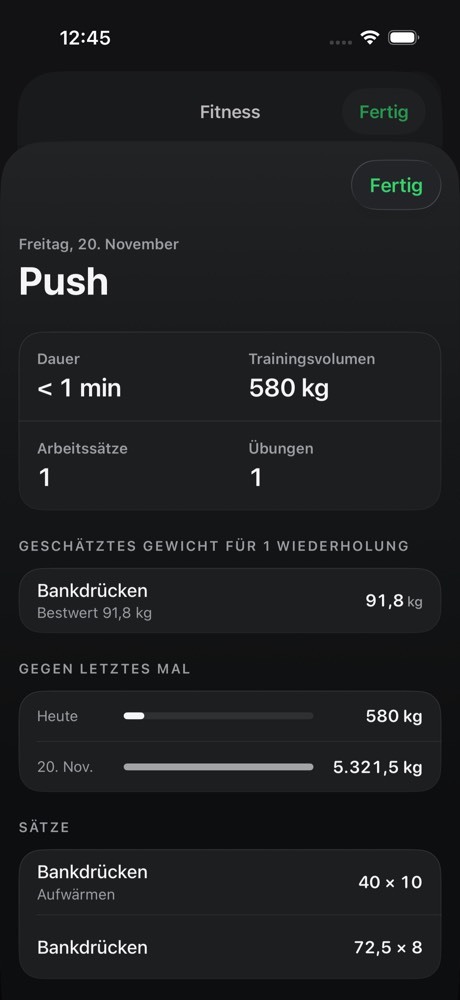 12:45
Fitness
Fertig
Fertig
Freitag, 20. November
Push
Dauer
Trainingsvolumen
< 1 min
580 kg
Arbeitssätze
Übungen
1
1
GESCHÄTZTES GEWICHT FÜR 1 WIEDERHOLUNG
Bankdrücken
Bestwert 91,8 kg
91,8 kg
GEGEN LETZTES MAL
Heute
580 kg
20. Nov.
5.321,5 kg
SÄTZE
Bankdrücken
Aufwärmen
40 × 10
Bankdrücken
72,5 × 8